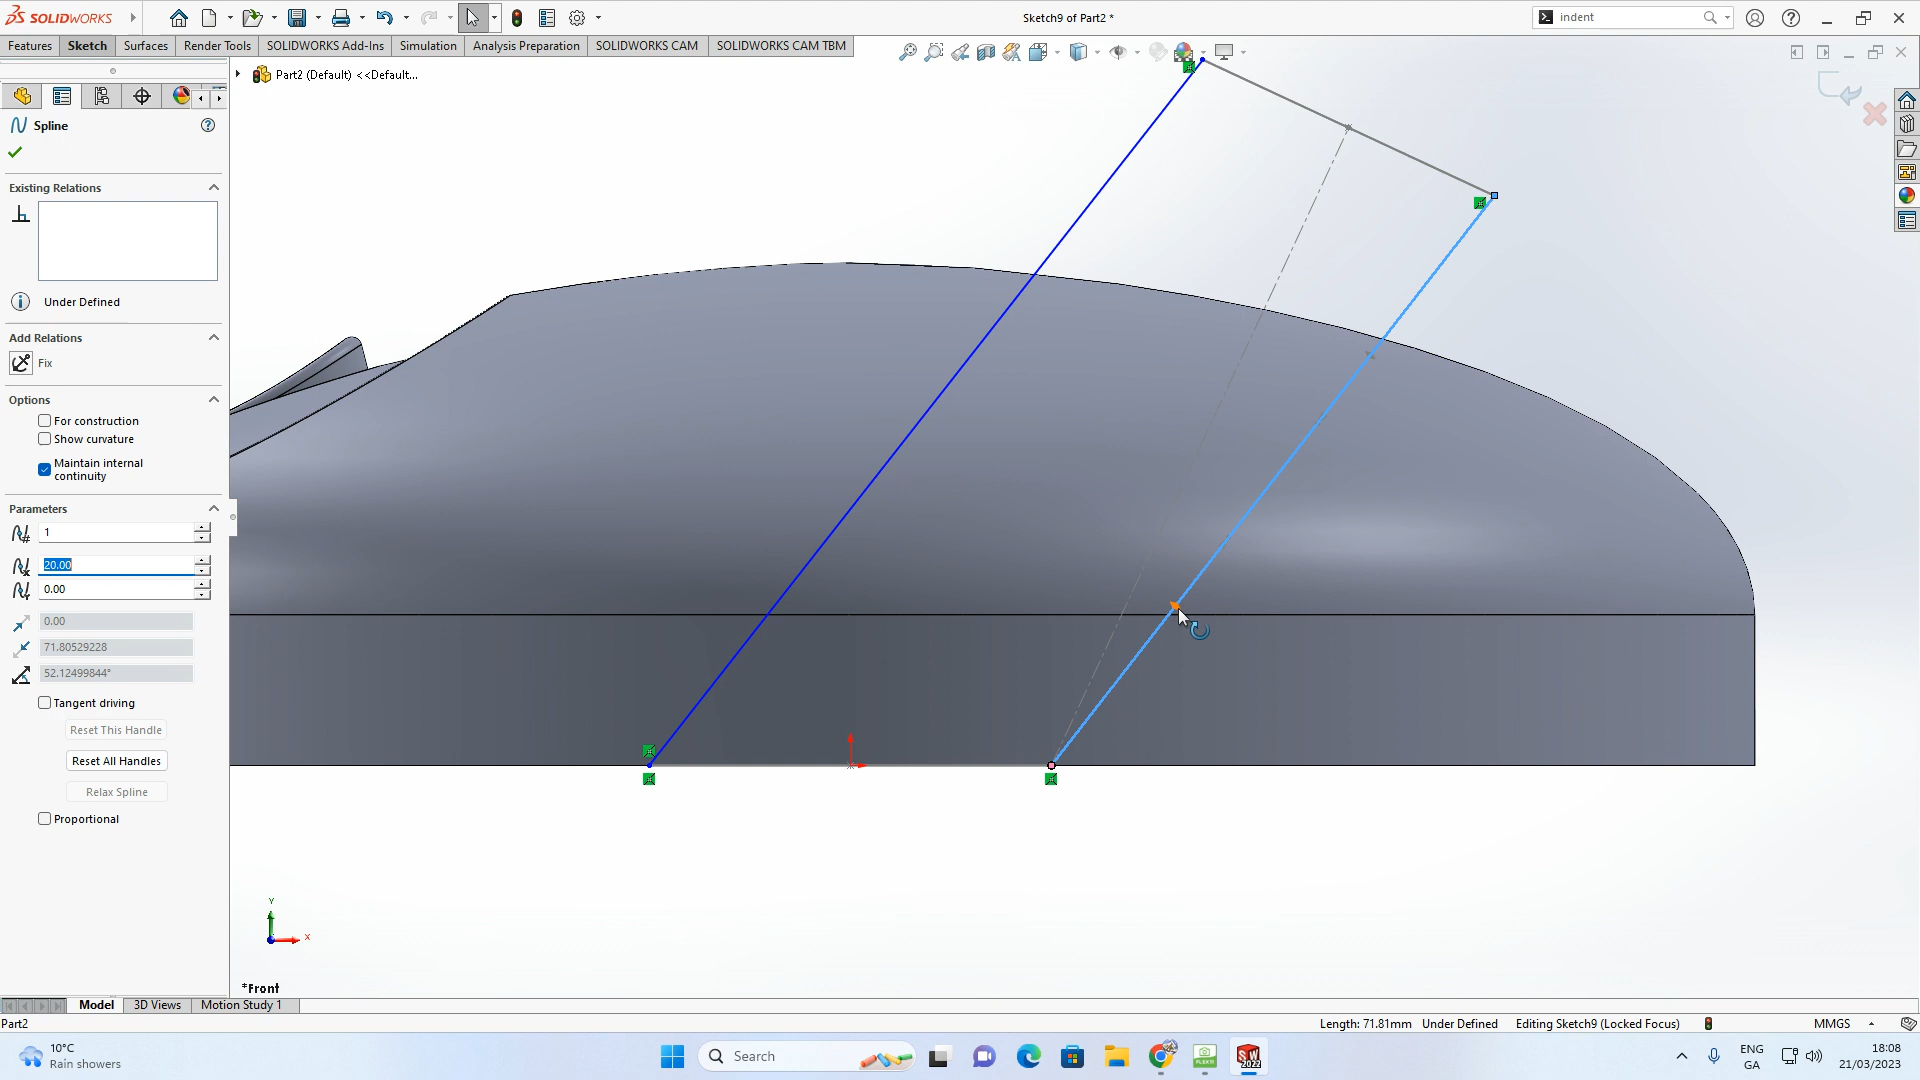 SOLIDWORKS
Sketch9 of Part2 *
indent
Features
Sketch
Surfaces
Render Tools
SOLIDWORKS Add-Ins
Simulation
Analysis Preparation
SOLIDWORKS CAM
SOLIDWORKS CAM TBM
Part2 (Default) <<Default...
Spline
Existing Relations
Under Defined
Add Relations
Fix
Options
For construction
Show curvature
Maintain internal
continuity
Parameters
1
20.00
0.00
0.00
71.80529228
52.12499844°
Tangent driving
Reset This Handle
Reset All Handles
Relax Spline
Proportional
Y
X
*Front
Model
3D Views
Motion Study 1
Part2
Length: 71.81mm
Under Defined
Editing Sketch9 (Locked Focus)
MMGS
10°C
Rain showers
Search
SW
2022
ENG
GA
18:08
21/03/2023